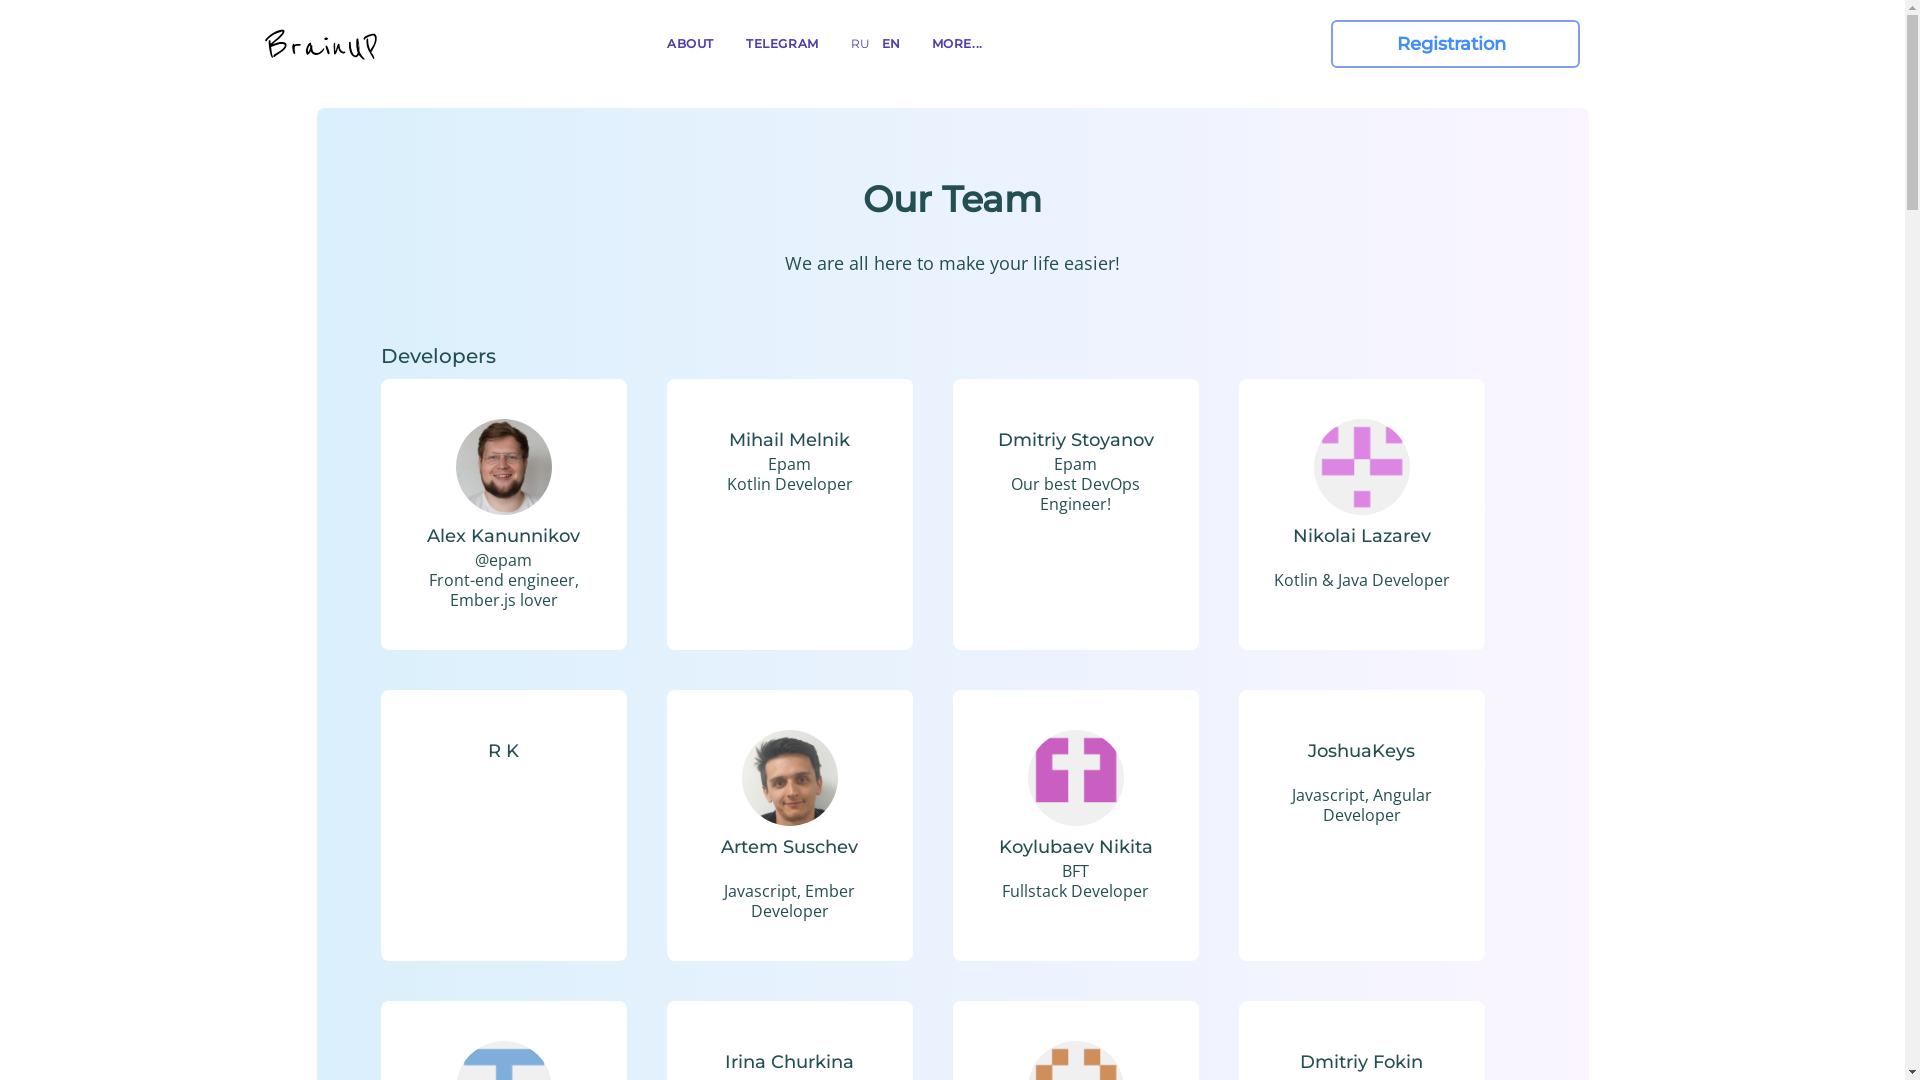 BrainUP
ABOUT
TELEGRAM
RU
EN
MORE...
Registration
Our Team
We are all here to make your life easier!
Developers
Alex Kanunnikov
@epam
Front-end engineer,
Ember.js lover
Mihail Melnik
Epam
Kotlin Developer
Dmitriy Stoyanov
Epam
Our best DevOps
Engineer!
Nikolai Lazarev
Kotlin & Java Developer
R K
Artem Suschev
Javascript, Ember
Developer
Koylubaev Nikita
BFT
Fullstack Developer
JoshuaKeys
Javascript, Angular
Developer
Irina Churkina
Dmitriy Fokin